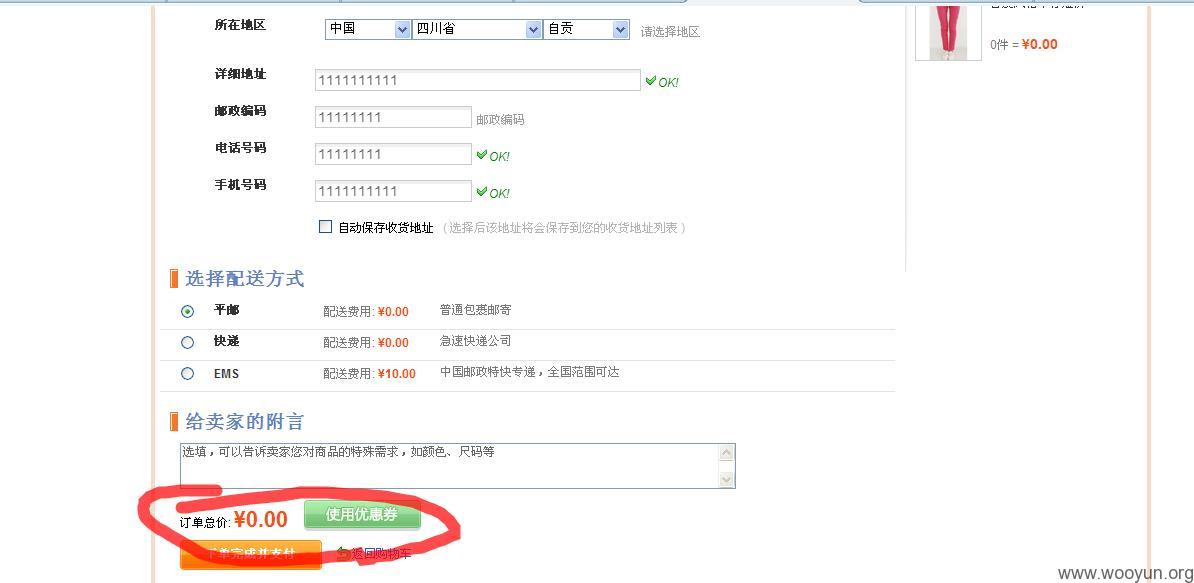 所在地区 中国 四川省 自贡 请选择地区
0件 = ¥0.00
详细地址 1111111111 OK!
邮政编码 11111111 邮政编码
电话号码 11111111 OK!
手机号码 1111111111 OK!
自动保存收货地址 （选择后该地址将会保存到您的收货地址列表）
选择配送方式
平邮 配送费用: ¥0.00 普通包裹邮寄
快递 配送费用: ¥0.00 急速快递公司
EMS 配送费用: ¥10.00 中国邮政特快专递，全国范围可达
给卖家的附言
选填，可以告诉卖家您对商品的特殊需求，如颜色、尺码等
订单总价: ¥0.00 使用优惠券
下单完成并支付 返回购物车
www.wooyun.org